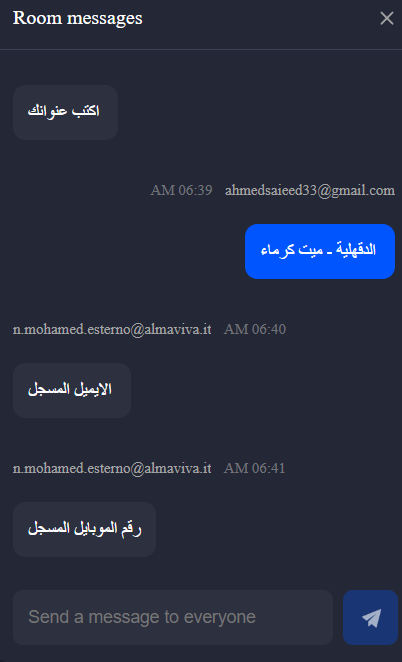 Room messages
اكتب عنوانك
AM 06:39 ahmedsaieed33@gmail.com
الدقهلية - ميت كرماء
n.mohamed.esterno@almaviva.it AM 06:40
الايميل المسجل
n.mohamed.esterno@almaviva.it AM 06:41
رقم الموبايل المسجل
Send a message to everyone